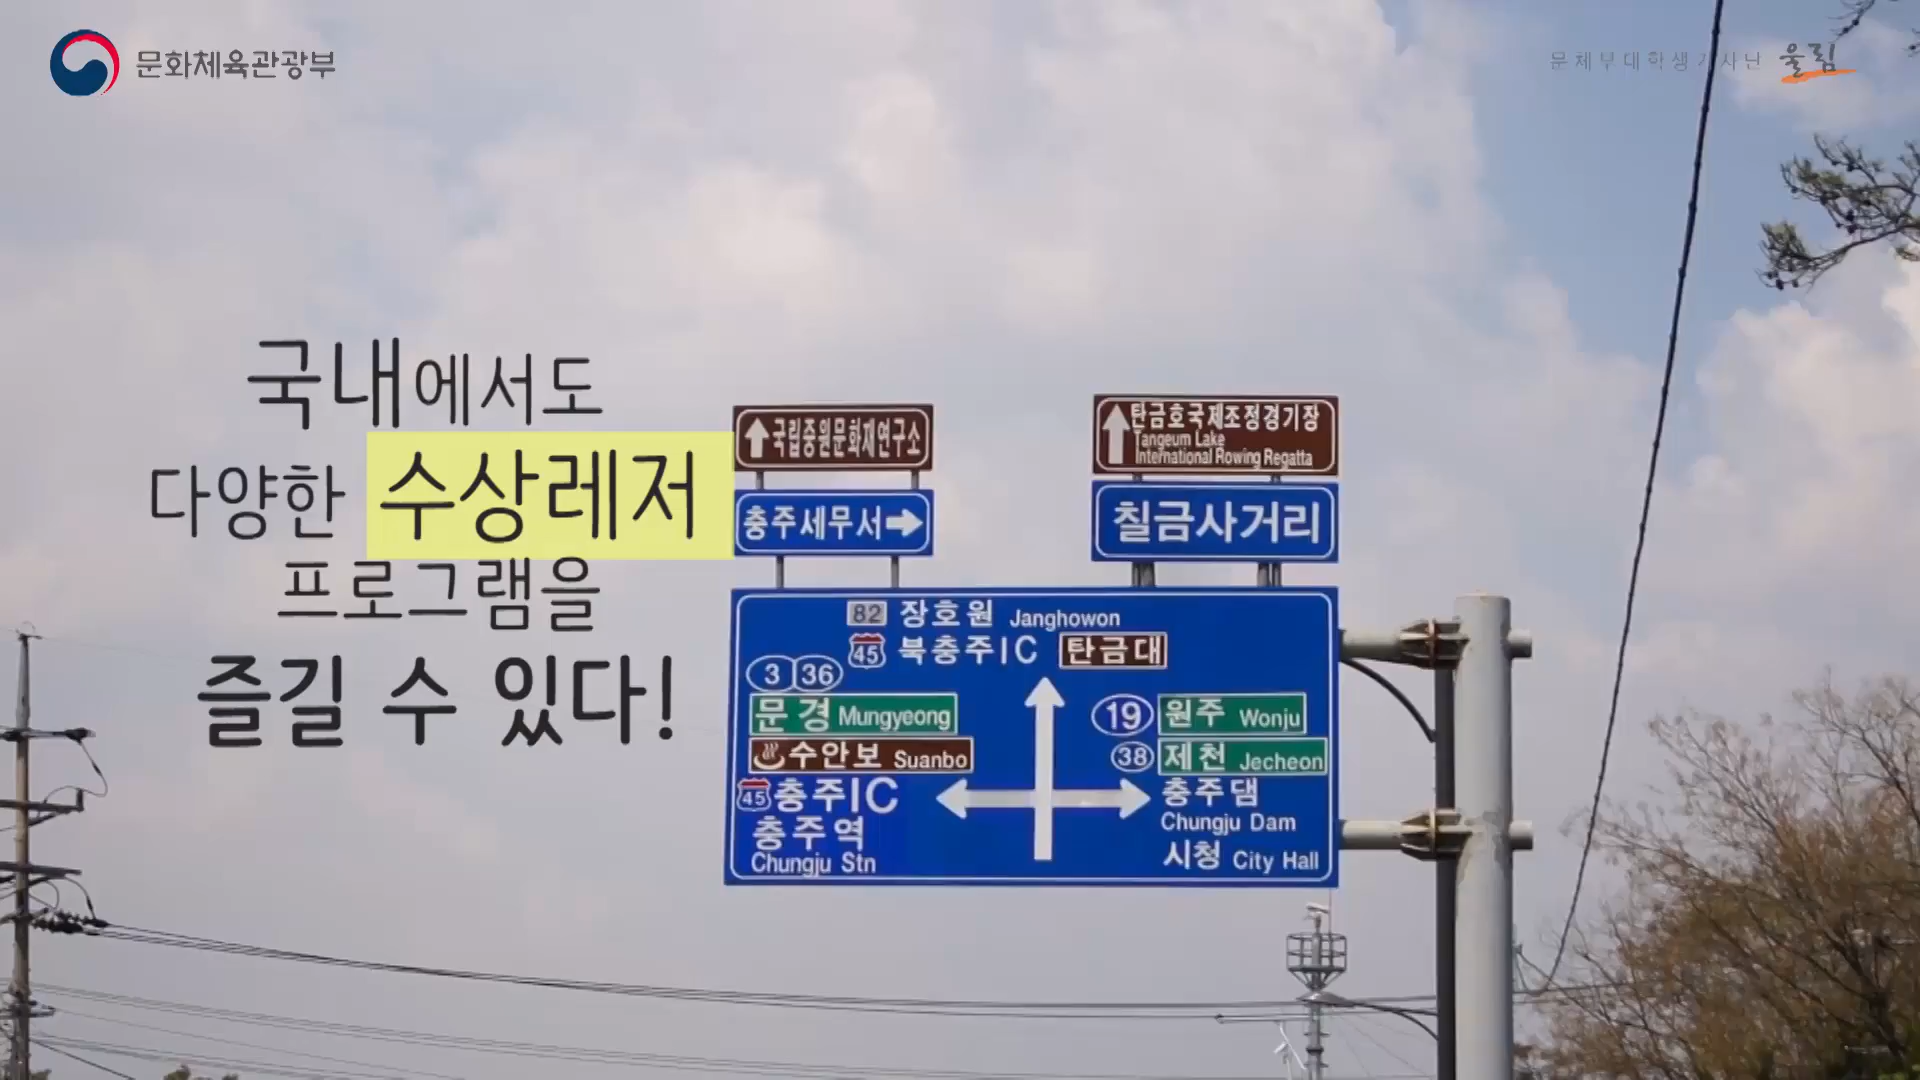 문화체육관광부
문체부대학생기사단 울림
국내에서도
다양한 수상레저
프로그램을
즐길 수 있다!
국립중원문화재연구소
충주세무서
탄금호국제조정경기장
Tangeum Lake
International Rowing Regatta
칠금사거리
82 장호원 Janghowon
45 북충주IC 탄금대
3 36
문경 Mungyeong
수안보 Suanbo
45 충주IC
충주역
Chungju Stn
19 원주 Wonju
38 제천 Jecheon
충주댐
Chungju Dam
시청 City Hall